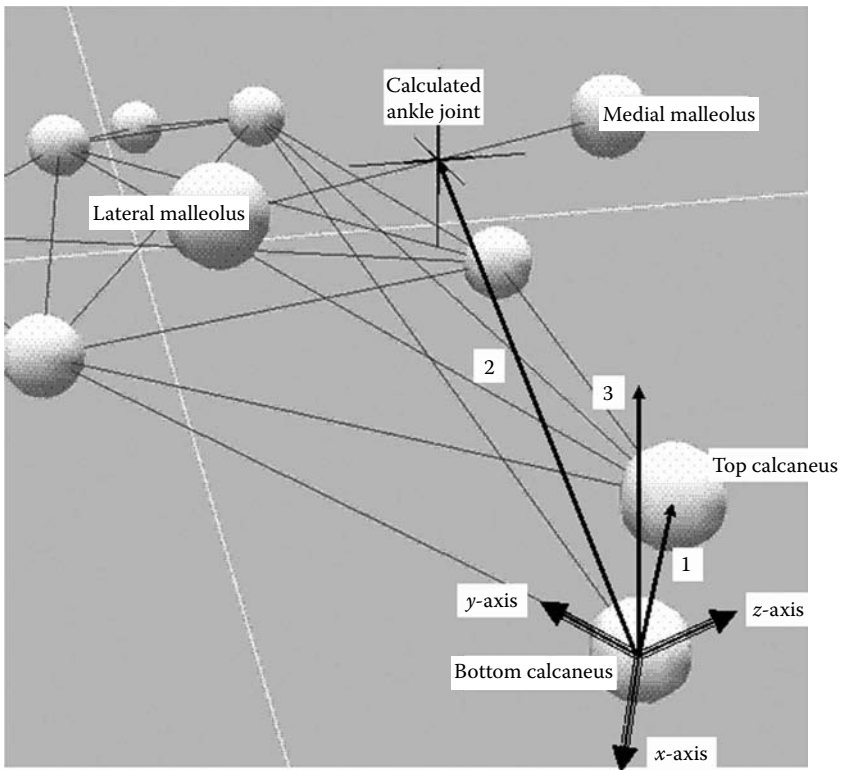 Calculated
ankle joint
Medial malleolus
Lateral malleolus
2
3
Top calcaneus
1
y-axis
z-axis
Bottom calcaneus
x-axis